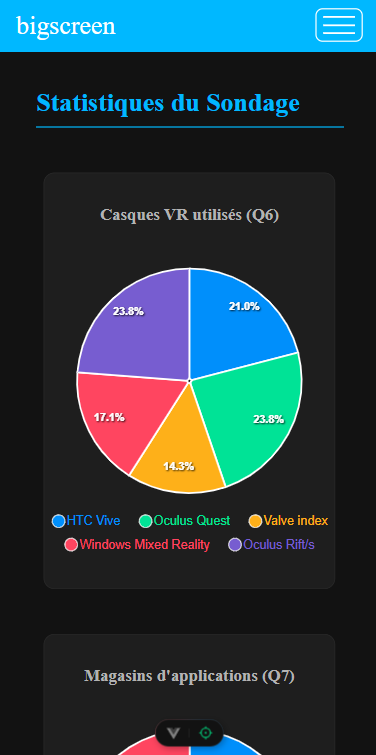 bigscreen
Statistiques du Sondage
Casques VR utilisés (Q6)
23.8%
21.0%
17.1%
23.8%
14.3%
HTC Vive Oculus Quest Valve index
Windows Mixed Reality Oculus Rift/s
Magasins d'applications (Q7)